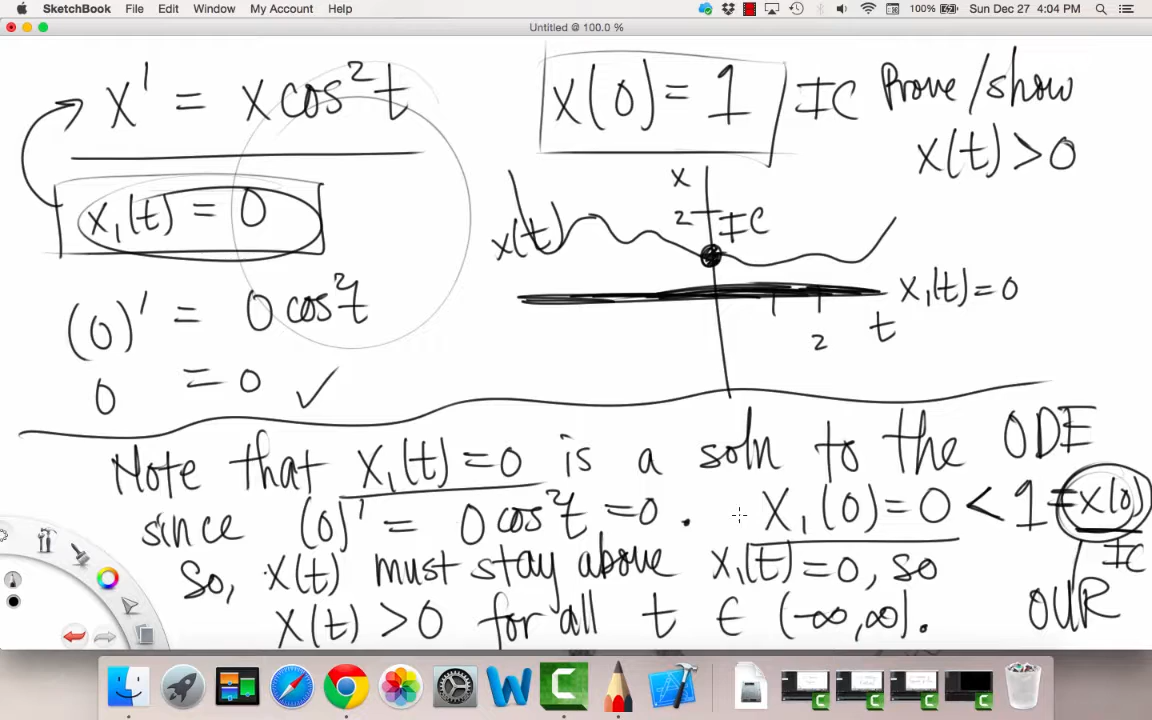 SketchBook File Edit Window My Account Help 100% Sun Dec 27 4:04 PM
Untitled @ 100.0 %
x' = x cos²t
x(0) = 1 IC Prove/show
x(t) > 0
x₁(t) = 0
x
2 IC
x(t)
x₁(t) = 0
2 t
(0)' = 0 cos²t
0 = 0 ✓
Note that x₁(t) = 0 is a soln to the ODE
since (0)' = 0 cos²t = 0. x₁(0) = 0 < 1 = x(0)
IC
So, x(t) must stay above x₁(t) = 0, so
x(t) > 0 for all t ∈ (-∞,∞). OUR